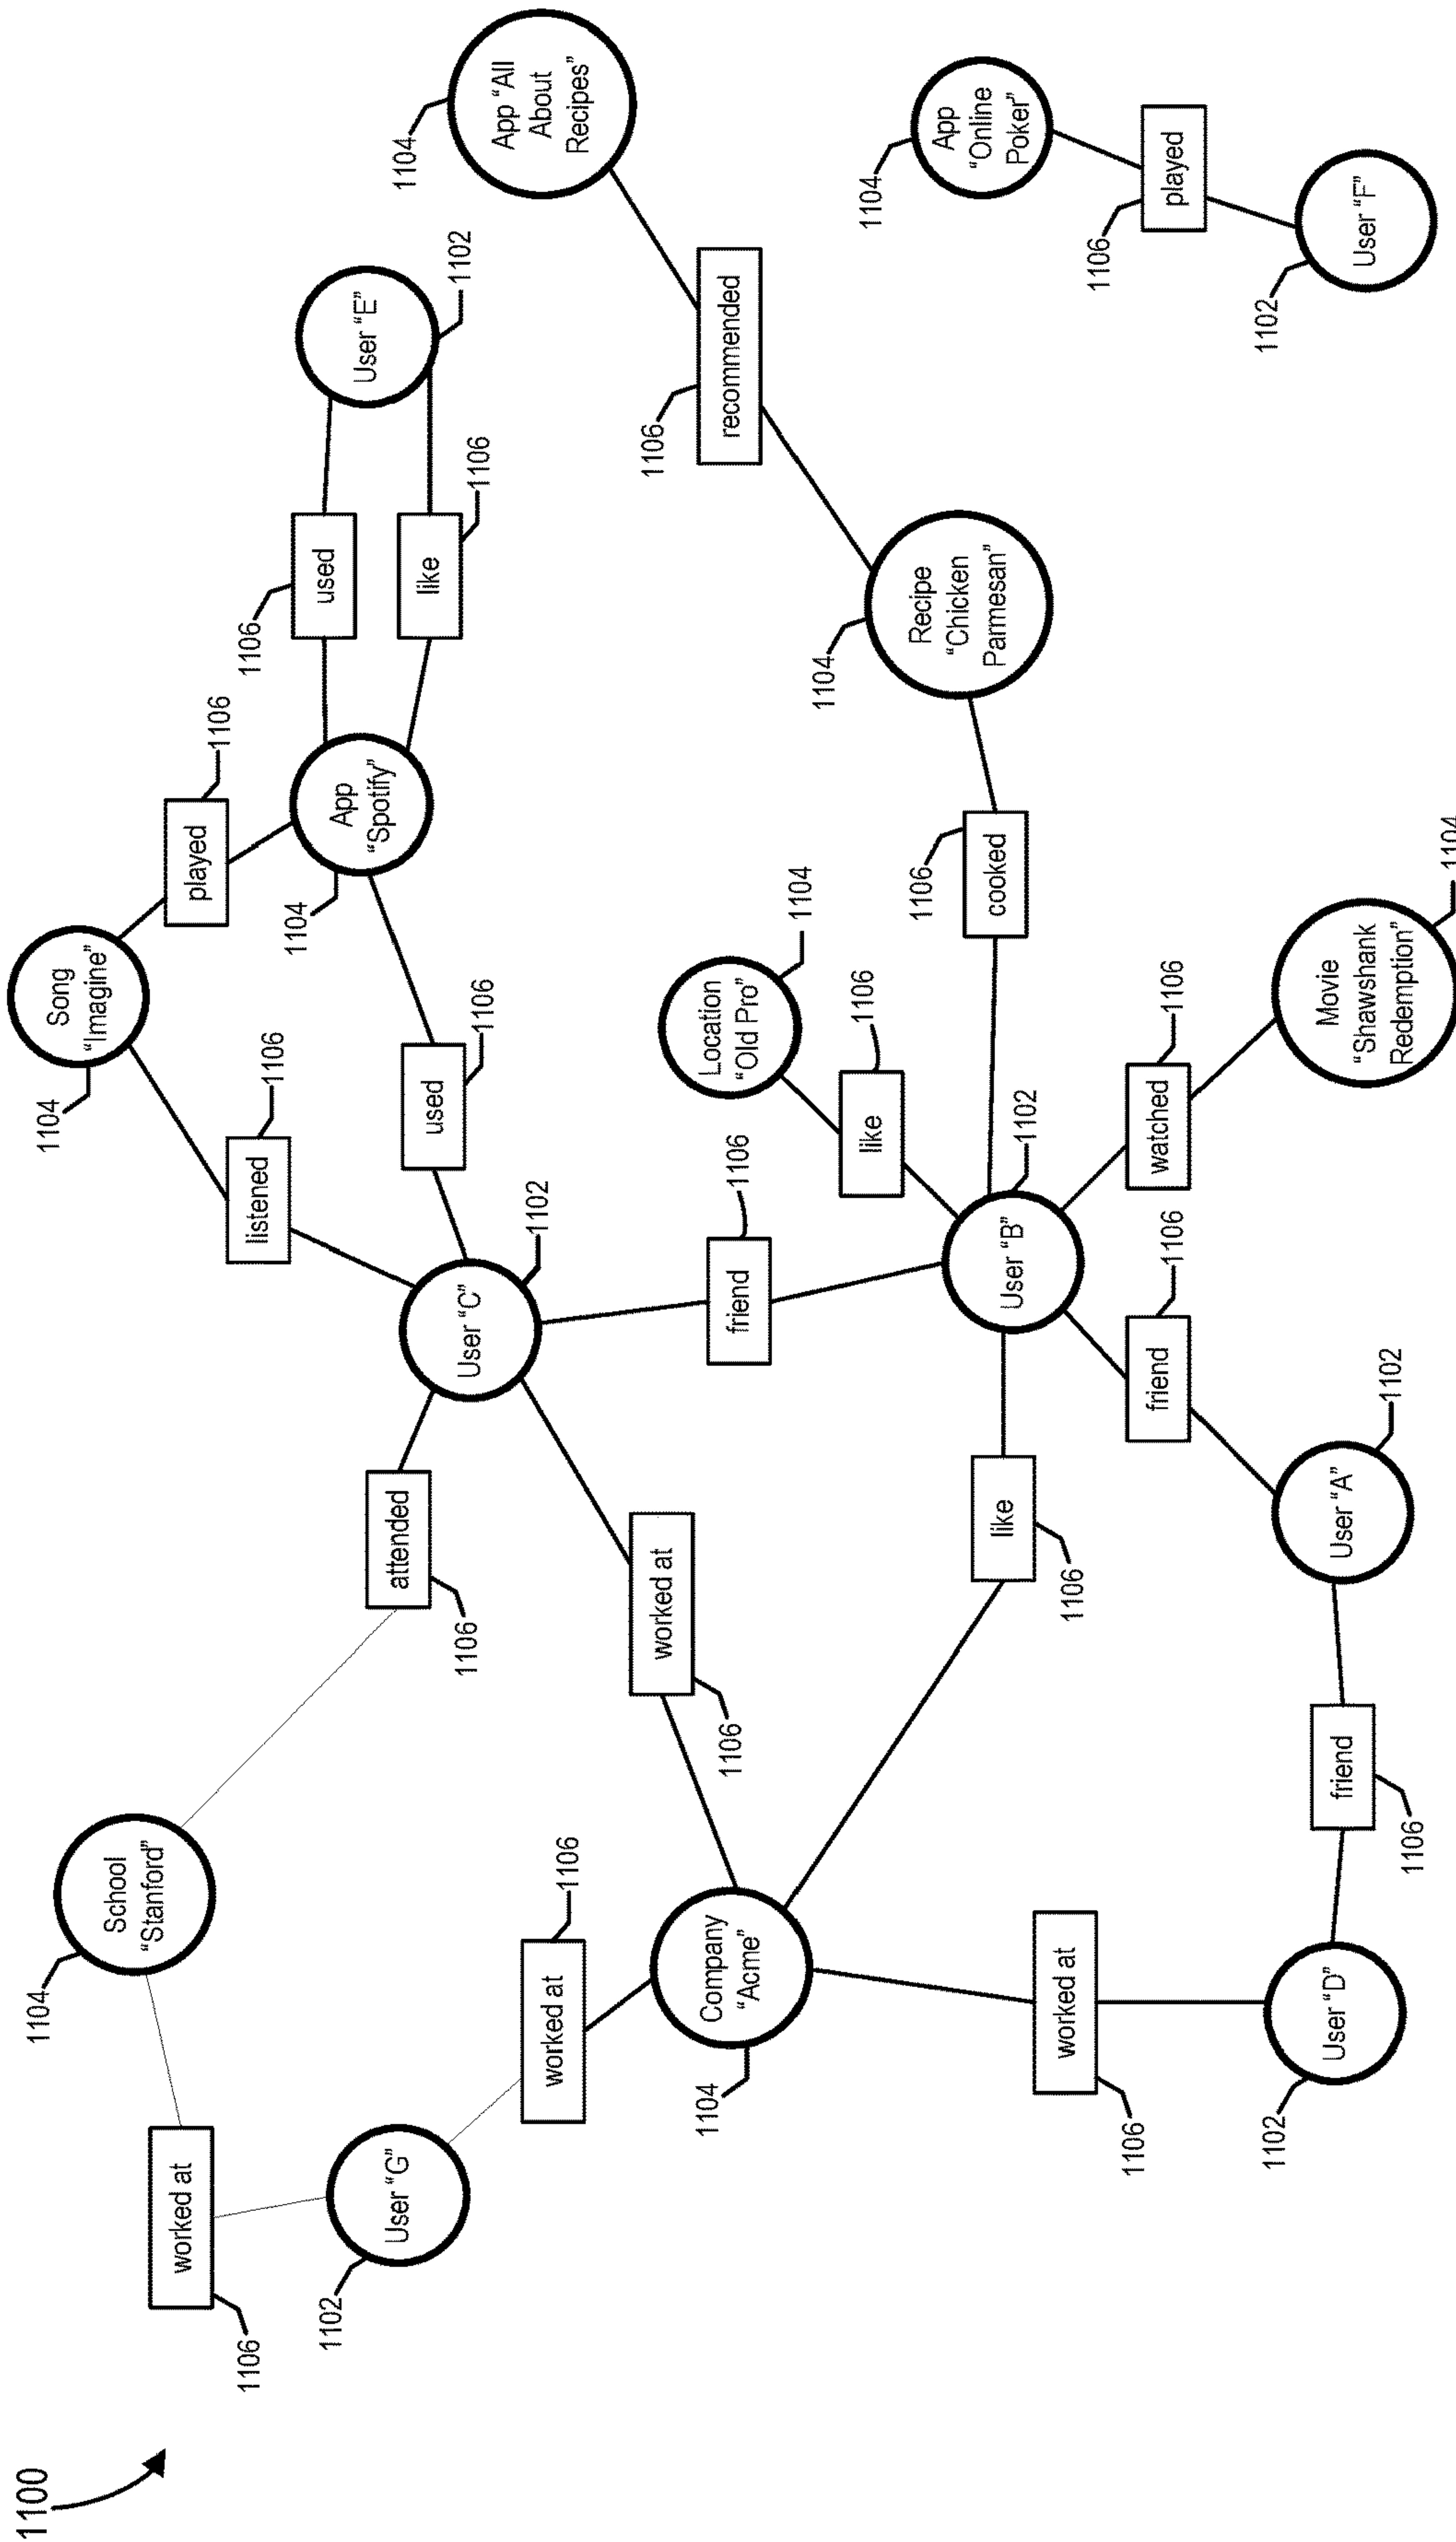 1100
1104
1104
Song
“Imagine”
School
“Stanford”
worked at
played
1106
1106
listened
1106
1106
1104
used
1102
App
“Spotify”
User “E”
User “G”
attended
1104
like
used
1102
1106
1106
1106
User “C”
1102
App “All
About
Recipes”
worked at
1106
1106
worked at
1104
Company
“Acme”
1106
friend
recommended
1106
Location
“Old Pro”
1104
1104
1106
like
1104
App
“Online
Poker”
1106
Recipe
“Chicken
Parmesan”
cooked
like
User “B”
1102
1106
worked at
1106
1106
1106
friend
watched
1106
played
1106
1102
1102
User “D”
friend
User “A”
Movie
“Shawshank
Redemption”
User “F”
1102
1106
1104